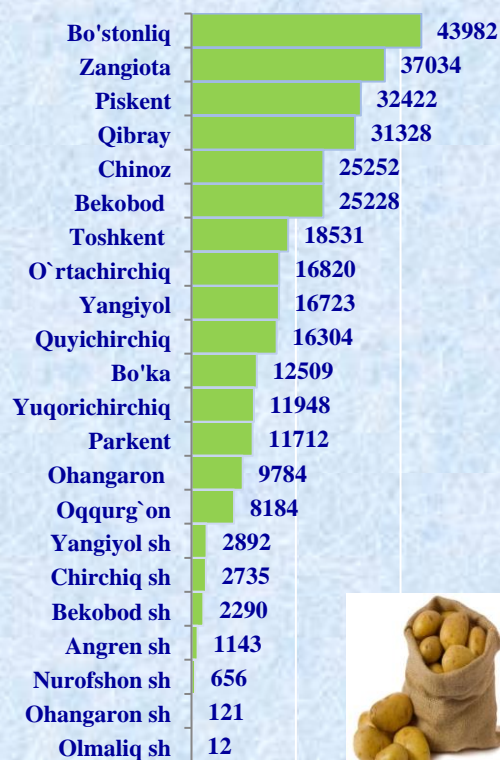 Bo'stonliq 43982
Zangiota 37034
Piskent 32422
Qibray 31328
Chinoz 25252
Bekobod 25228
Toshkent 18531
O`rtachirchiq 16820
Yangiyol 16723
Quyichirchiq 16304
Bo'ka 12509
Yuqorichirchiq 11948
Parkent 11712
Ohangaron 9784
Oqqurg`on 8184
Yangiyol sh 2892
Chirchiq sh 2735
Bekobod sh 2290
Angren sh 1143
Nurofshon sh 656
Ohangaron sh 121
Olmaliq sh 12